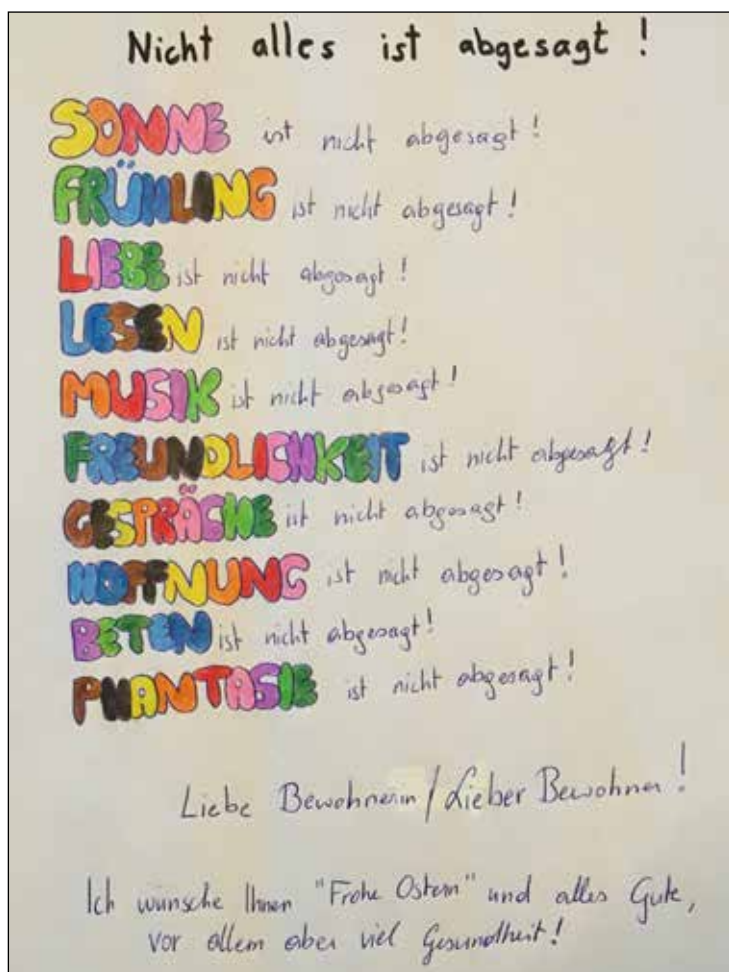 Nicht alles ist abgesagt !
SONNE ist nicht abgesagt !
FRÜHLING ist nicht abgesagt !
LIEBE ist nicht abgesagt !
LESEN ist nicht abgesagt !
MUSIK ist nicht abgesagt !
FREUNDLICHKEIT ist nicht abgesagt !
GESPRÄCHE ist nicht abgesagt !
HOFFNUNG ist nicht abgesagt !
BETEN ist nicht abgesagt !
PHANTASIE ist nicht abgesagt !
Liebe Bewohnerin / Lieber Bewohner !
Ich wünsche Ihnen "Frohe Ostern" und alles Gute,
vor allem aber viel Gesundheit !